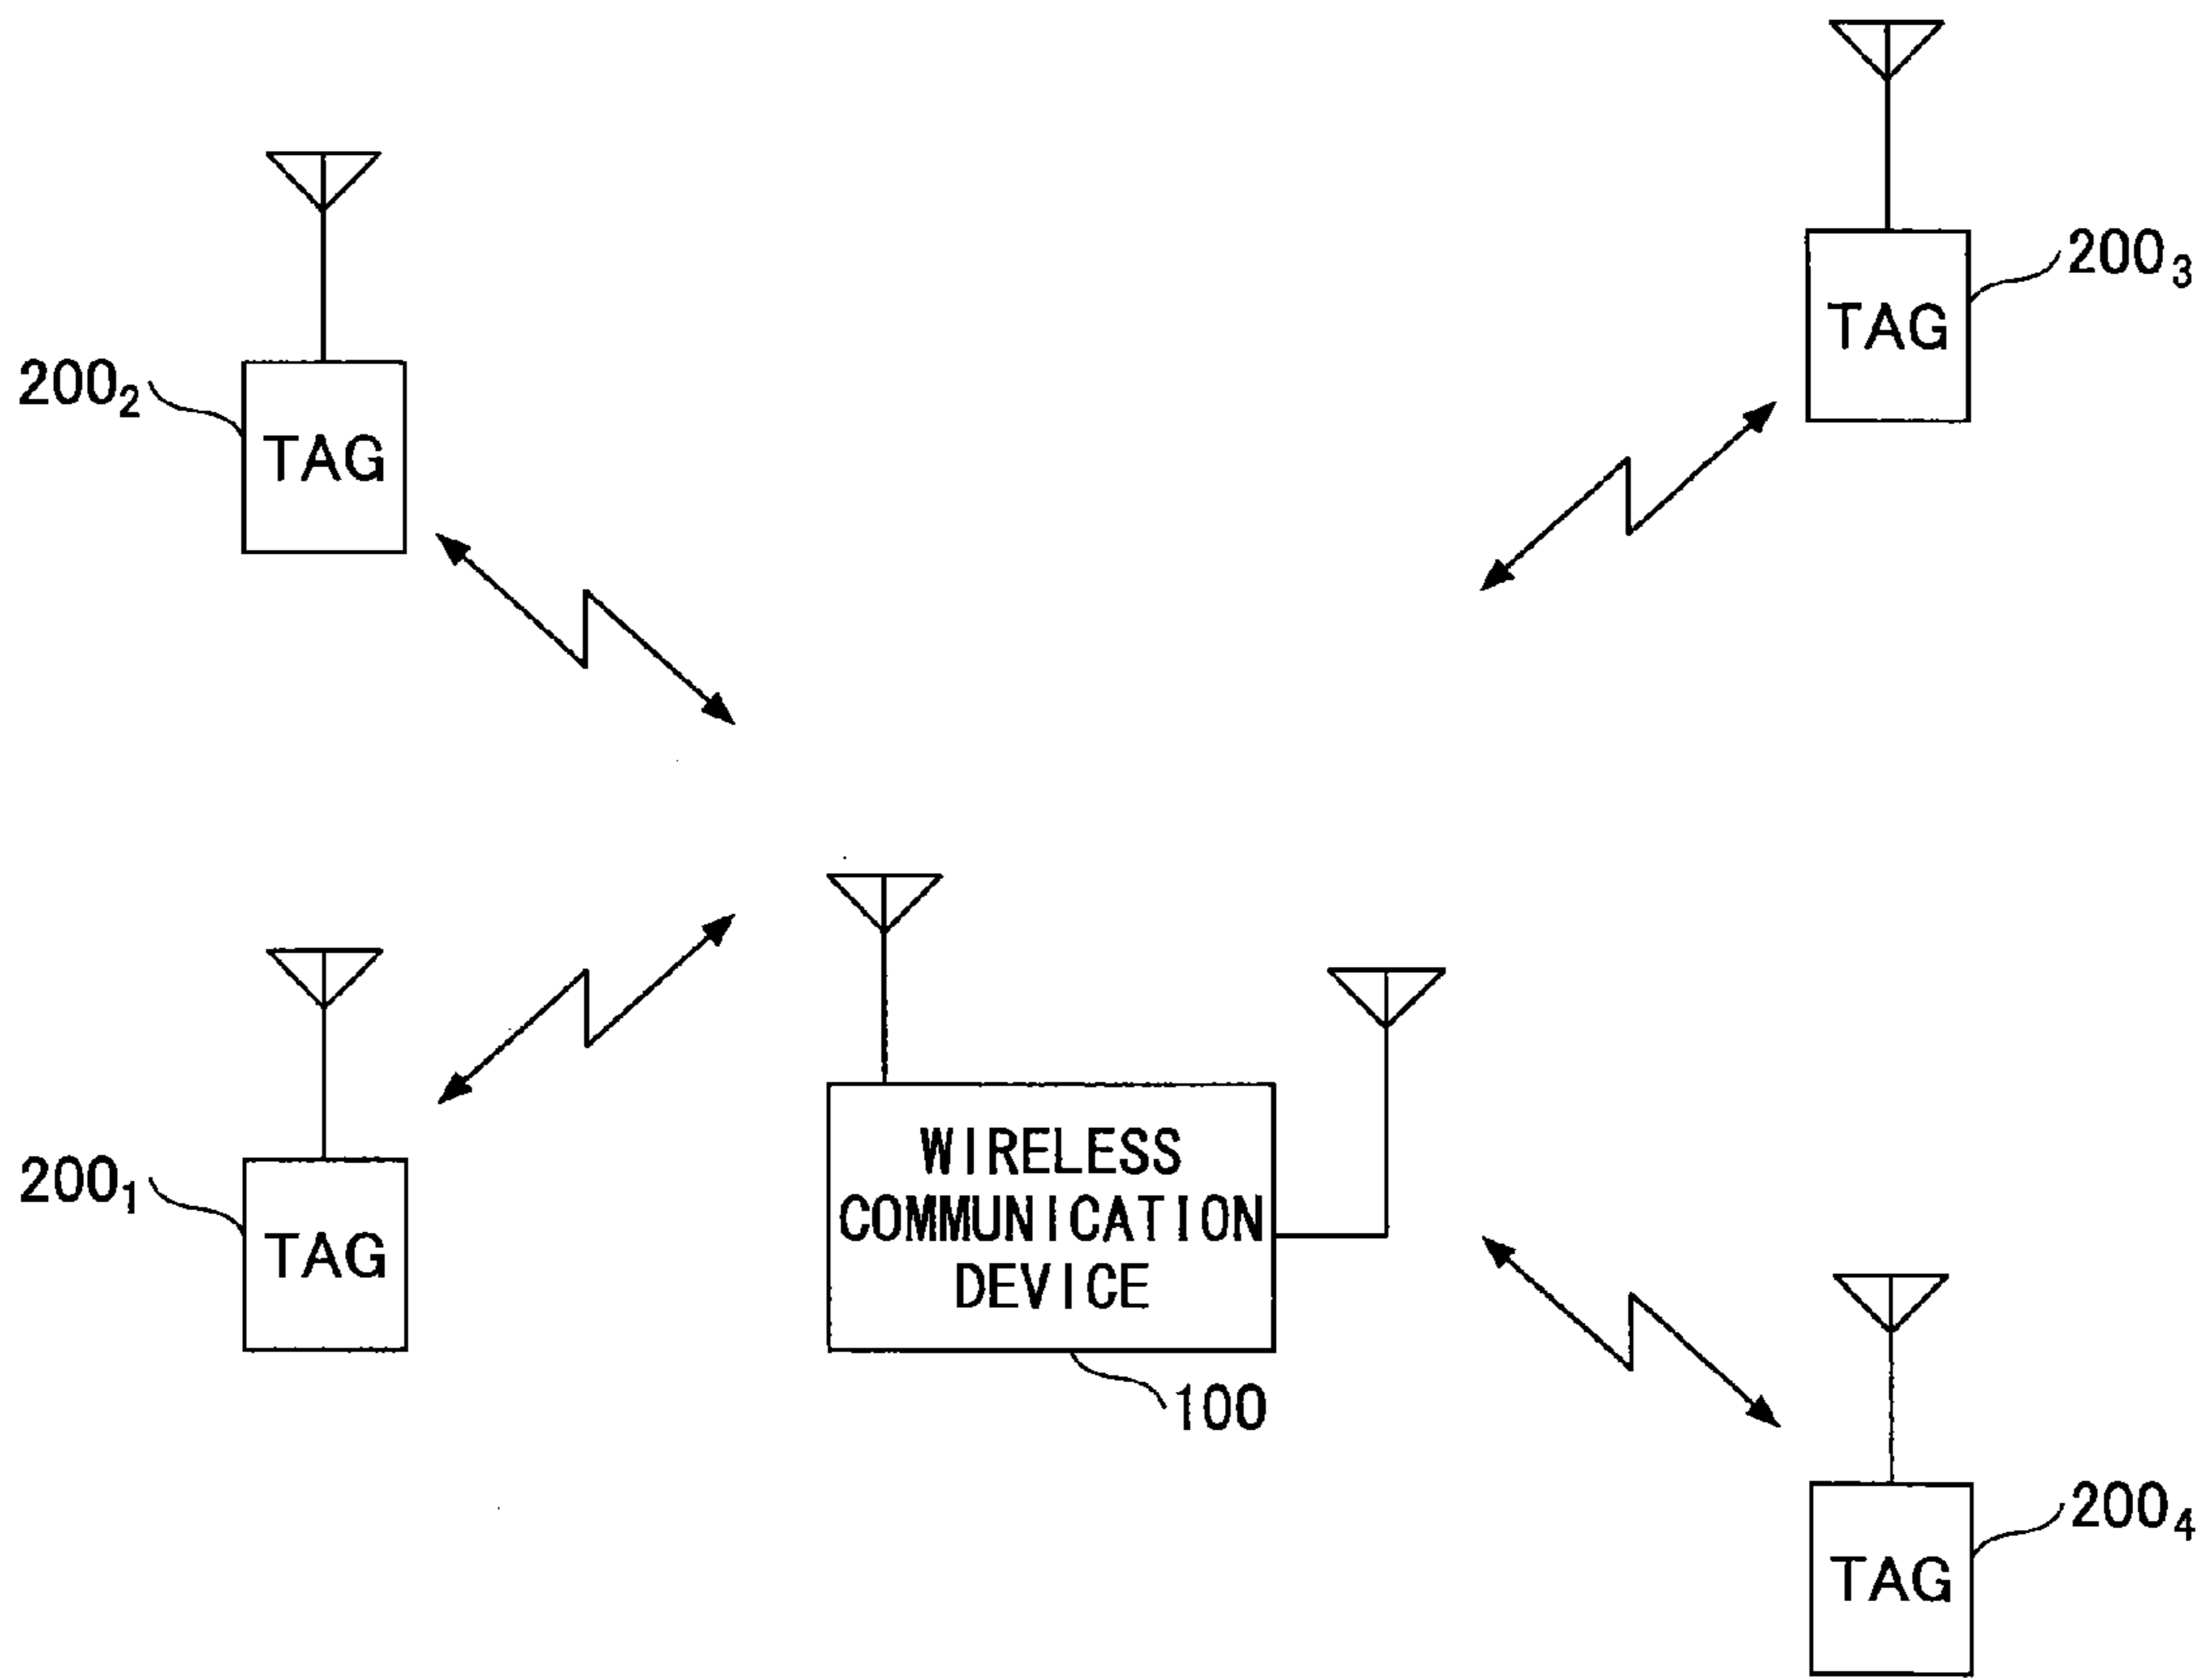 200₃
TAG
200₂
TAG
200₁
TAG
WIRELESS
COMMUNICATION
DEVICE
100
200₄
TAG